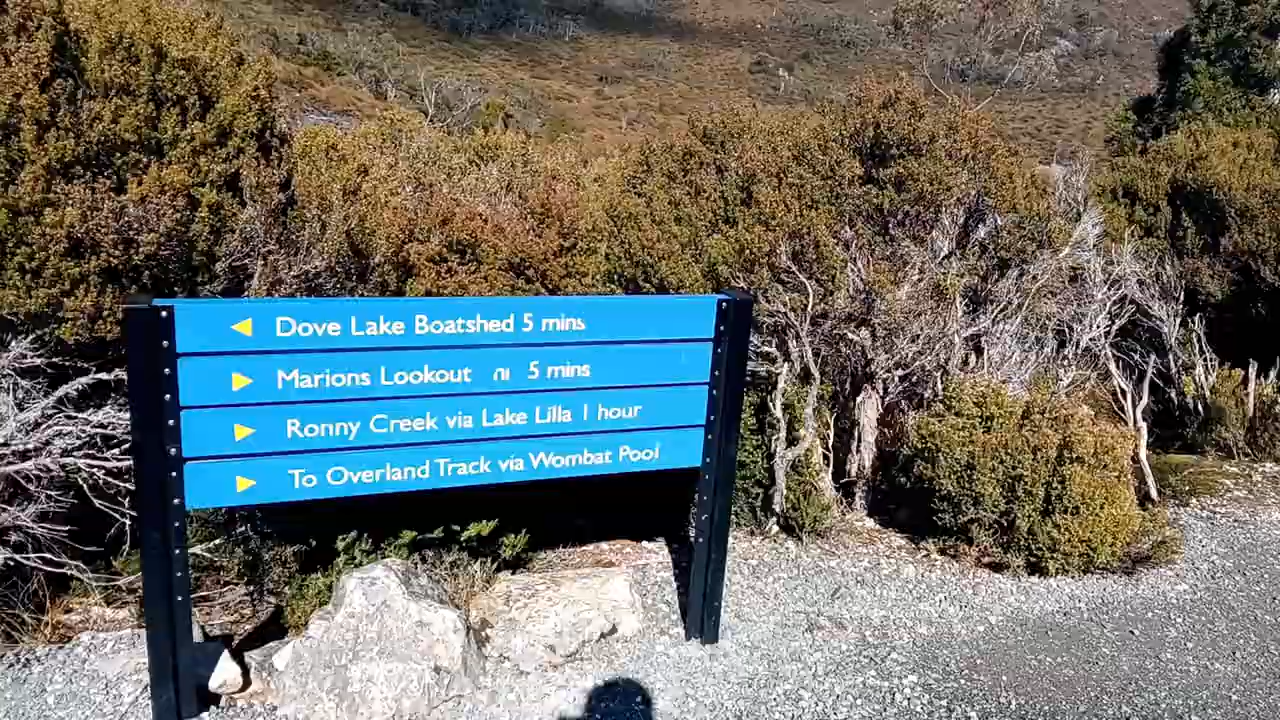 Dove Lake Boatshed 5 mins
Marions Lookout 5 mins
Ronny Creek via Lake Lilla 1 hour
To Overland Track via Wombat Pool